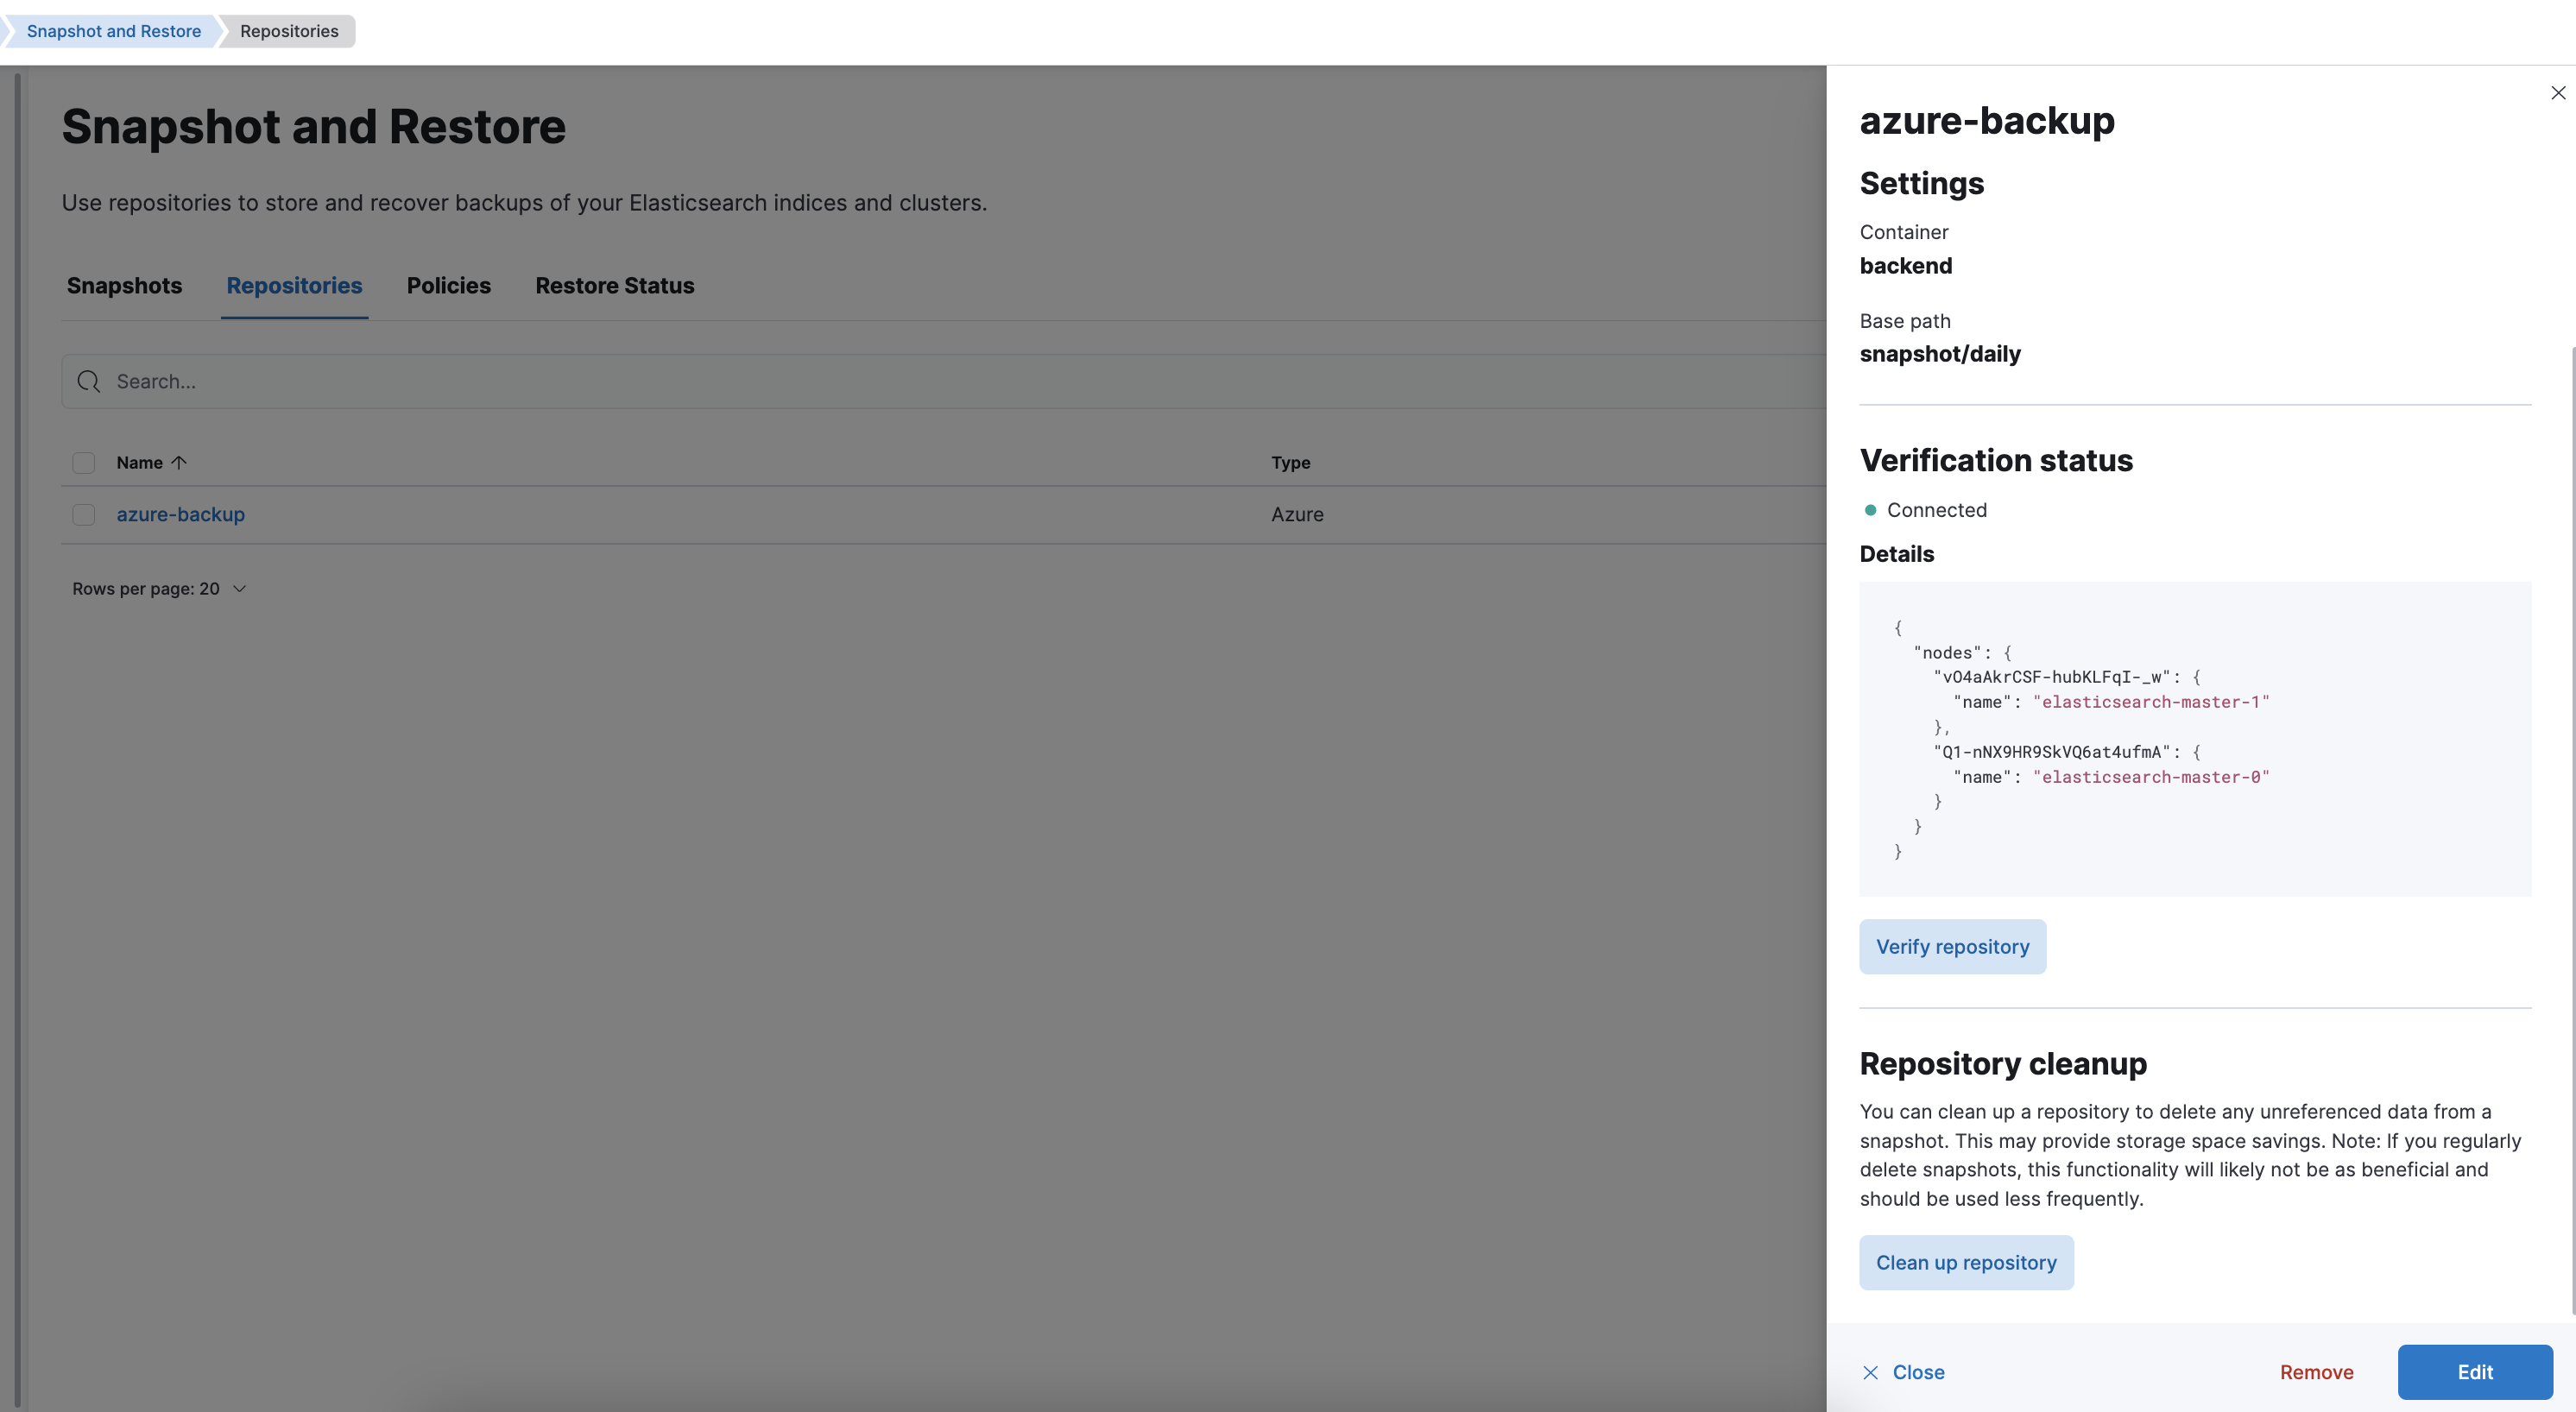 Snapshot and Restore
Repositories
Snapshot and Restore
Use repositories to store and recover backups of your Elasticsearch indices and clusters.
Snapshots
Repositories
Policies
Restore Status
Search...
Name
Type
azure-backup
Azure
Rows per page: 20
azure-backup
Settings
Container
backend
Base path
snapshot/daily
Verification status
Connected
Details
{
"nodes": {
"vO4aAkrCSF-hubKLFqI-_w": {
"name": "elasticsearch-master-1"
},
"Q1-nNX9HR9SkVQ6at4ufmA": {
"name": "elasticsearch-master-0"
}
}
}
Verify repository
Repository cleanup
You can clean up a repository to delete any unreferenced data from a
snapshot. This may provide storage space savings. Note: If you regularly
delete snapshots, this functionality will likely not be as beneficial and
should be used less frequently.
Clean up repository
Close
Remove
Edit